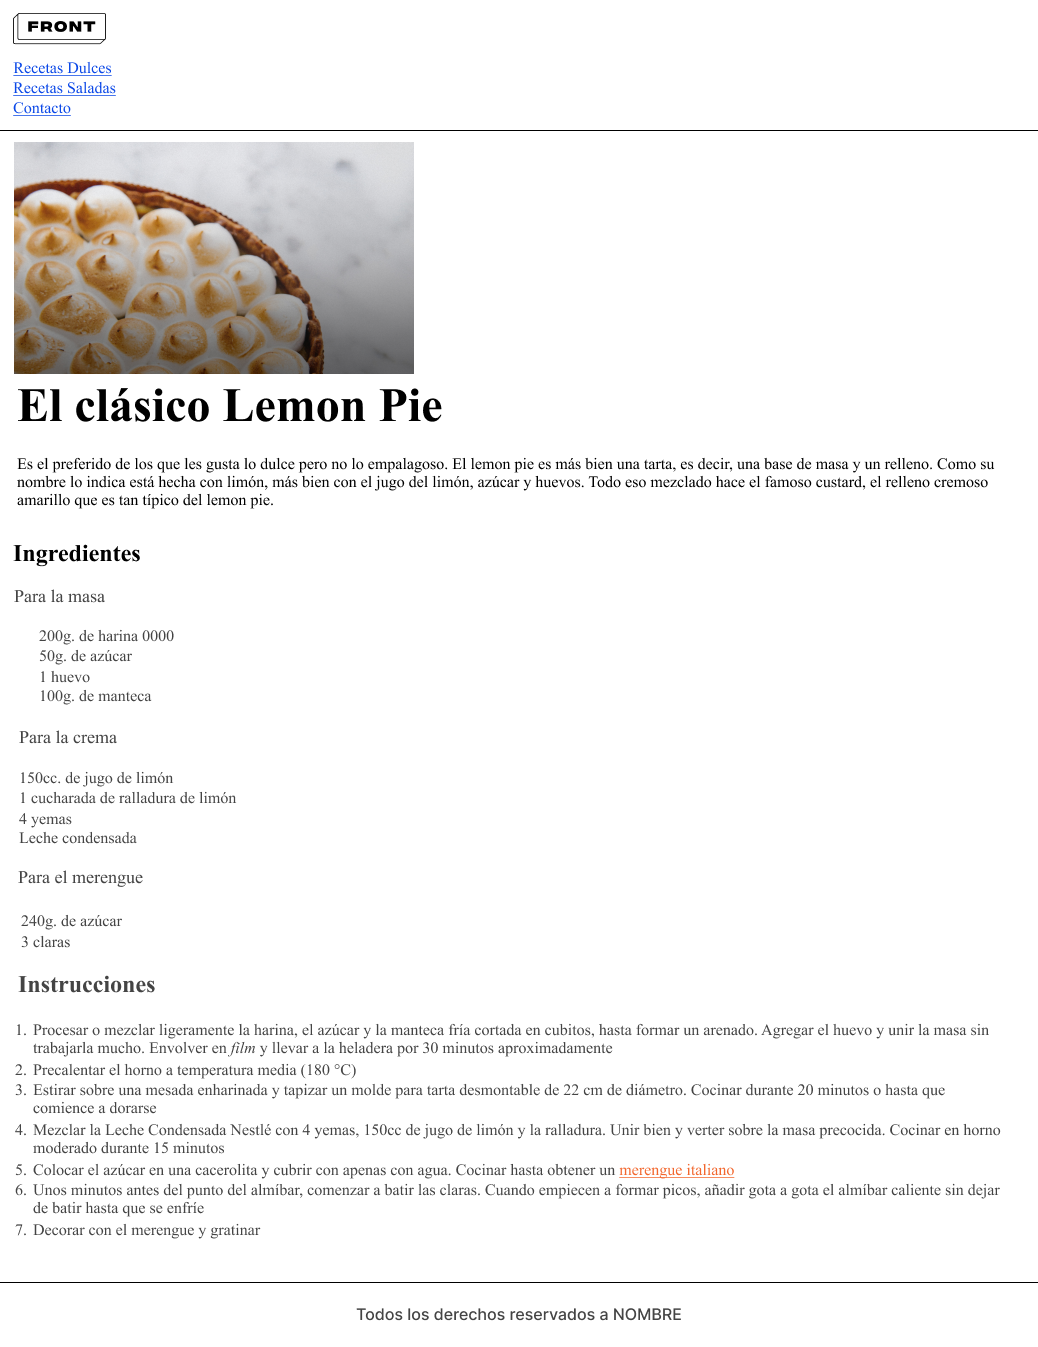 FRONT
Recetas Dulces
Recetas Saladas
Contacto
El clásico Lemon Pie
Es el preferido de los que les gusta lo dulce pero no lo empalagoso. El lemon pie es más bien una tarta, es decir, una base de masa y un relleno. Como su
nombre lo indica está hecha con limón, más bien con el jugo del limón, azúcar y huevos. Todo eso mezclado hace el famoso custard, el relleno cremoso
amarillo que es tan típico del lemon pie.
Ingredientes
Para la masa
200g. de harina 0000
50g. de azúcar
1 huevo
100g. de manteca
Para la crema
150cc. de jugo de limón
1 cucharada de ralladura de limón
4 yemas
Leche condensada
Para el merengue
240g. de azúcar
3 claras
Instrucciones
1. Procesar o mezclar ligeramente la harina, el azúcar y la manteca fría cortada en cubitos, hasta formar un arenado. Agregar el huevo y unir la masa sin
trabajarla mucho. Envolver en film y llevar a la heladera por 30 minutos aproximadamente
2. Precalentar el horno a temperatura media (180 °C)
3. Estirar sobre una mesada enharinada y tapizar un molde para tarta desmontable de 22 cm de diámetro. Cocinar durante 20 minutos o hasta que
comience a dorarse
4. Mezclar la Leche Condensada Nestlé con 4 yemas, 150cc de jugo de limón y la ralladura. Unir bien y verter sobre la masa precocida. Cocinar en horno
moderado durante 15 minutos
5. Colocar el azúcar en una cacerolita y cubrir con apenas con agua. Cocinar hasta obtener un merengue italiano
6. Unos minutos antes del punto del almíbar, comenzar a batir las claras. Cuando empiecen a formar picos, añadir gota a gota el almíbar caliente sin dejar
de batir hasta que se enfríe
7. Decorar con el merengue y gratinar
Todos los derechos reservados a NOMBRE